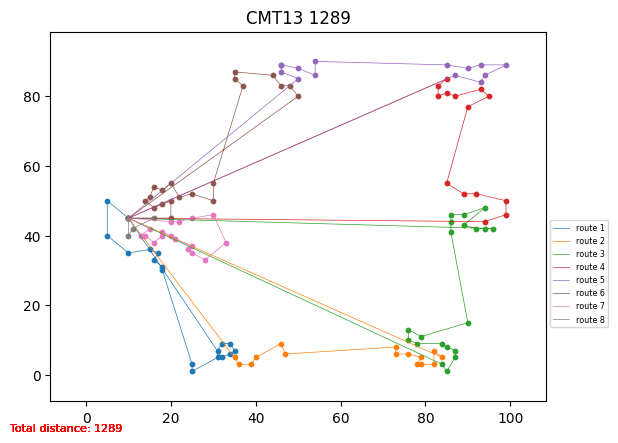 CMT13 1289
80
60
40
20
0
0
20
40
60
80
100
route 1
route 2
route 3
route 4
route 5
route 6
route 7
route 8
Total distance: 1289